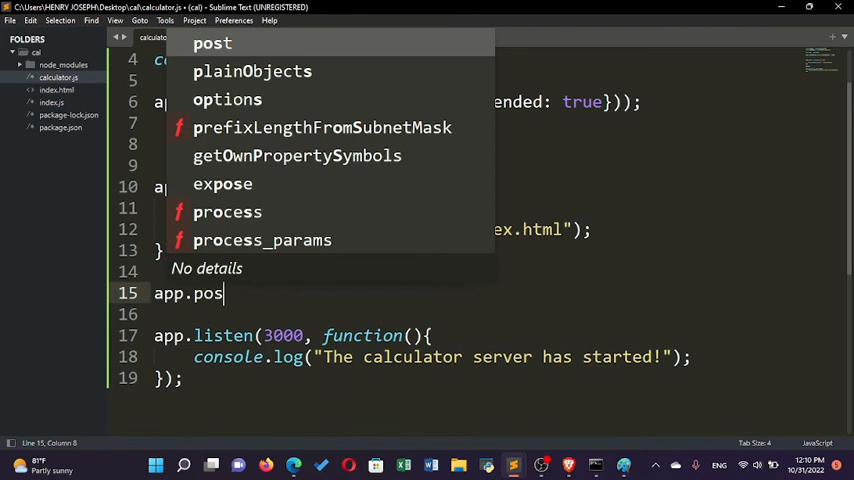 C:\Users\HENRY JOSEPH\Desktop\cal\calculator.js (cal) - Sublime Text (UNREGISTERED)
File Edit Selection Find View Goto Tools Project Preferences Help
FOLDERS
cal
node_modules
calculator.js
index.html
index.js
package-lock.json
package.json
calculato
post
plainObjects
options
prefixLengthFromSubnetMask
getOwnPropertySymbols
expose
process
process_params
No details
4 co
5
6 ap ended: true}));
7
8
9
10 ap
11
12 ex.html");
13 }
14
15 app.pos
16
17 app.listen(3000, function(){
18 console.log("The calculator server has started!");
19 });
Line 15, Column 8
Tab Size: 4
JavaScript
81°F
Partly sunny
ENG
12:10 PM
10/31/2022